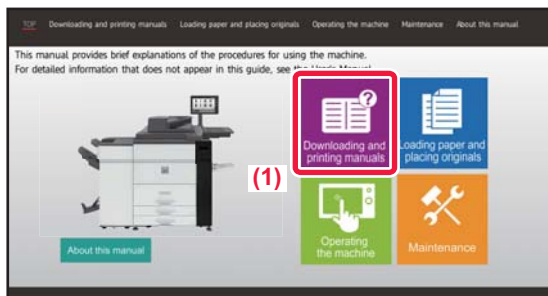 TOP Downloading and printing manuals Loading paper and placing originals Operating the machine Maintenance About this manual
This manual provides brief explanations of the procedures for using the machine.
For detailed information that does not appear in this guide, see the User's Manual.
Downloading and
printing manuals
Loading paper and
placing originals
(1)
Operating
the machine
Maintenance
About this manual